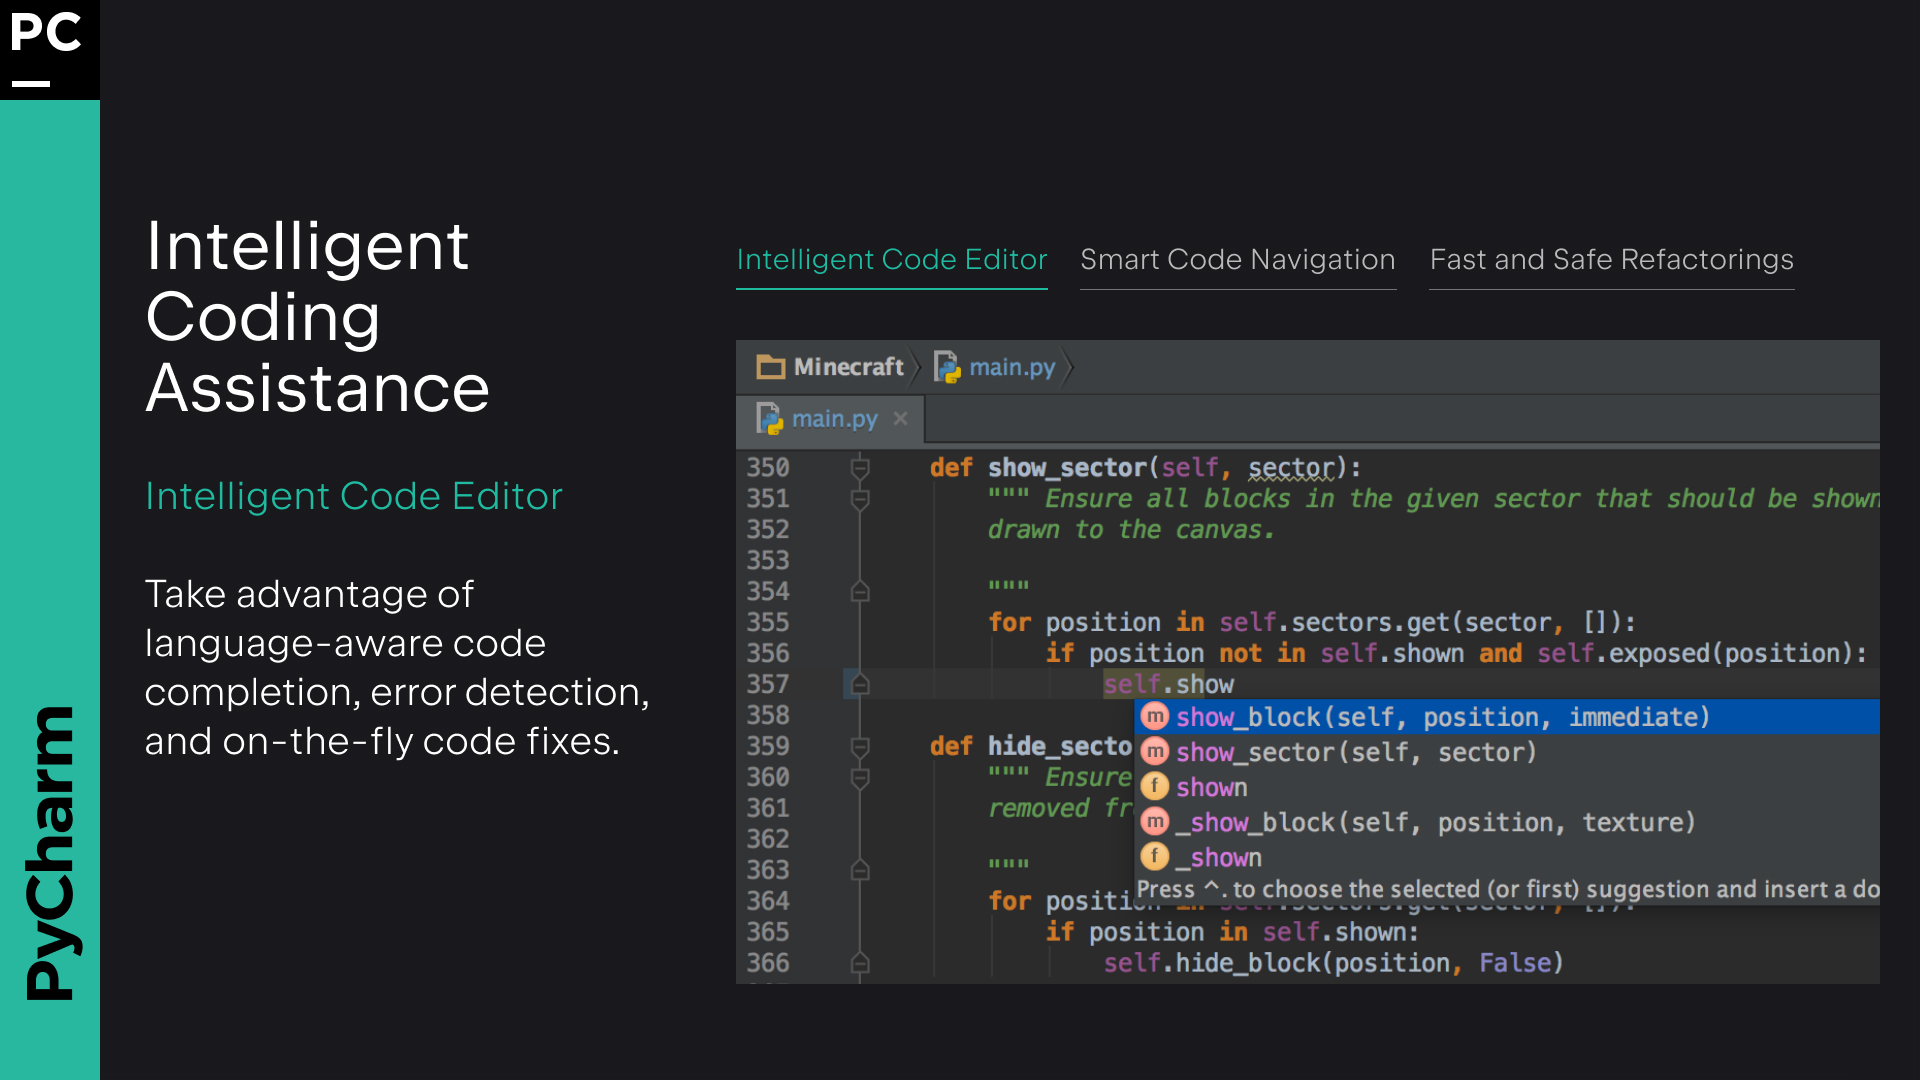 PC
PyCharm
Intelligent
Coding
Assistance
Intelligent Code Editor
Take advantage of
language-aware code
completion, error detection,
and on-the-fly code fixes.
Intelligent Code Editor Smart Code Navigation Fast and Safe Refactorings
Minecraft main.py
main.py ×
350 def show_sector(self, sector):
351 """ Ensure all blocks in the given sector that should be shown
352 drawn to the canvas.
353
354 """
355 for position in self.sectors.get(sector, []):
356 if position not in self.shown and self.exposed(position):
357 self.show
358
m show_block(self, position, immediate)
m show_sector(self, sector)
f shown
m _show_block(self, position, texture)
f _shown
Press ^. to choose the selected (or first) suggestion and insert a do
359 def hide_secto
360 """ Ensure
361 removed fr
362
363 """
364 for positi in self.sectors.get(sector, []):
365 if position in self.shown:
366 self.hide_block(position, False)